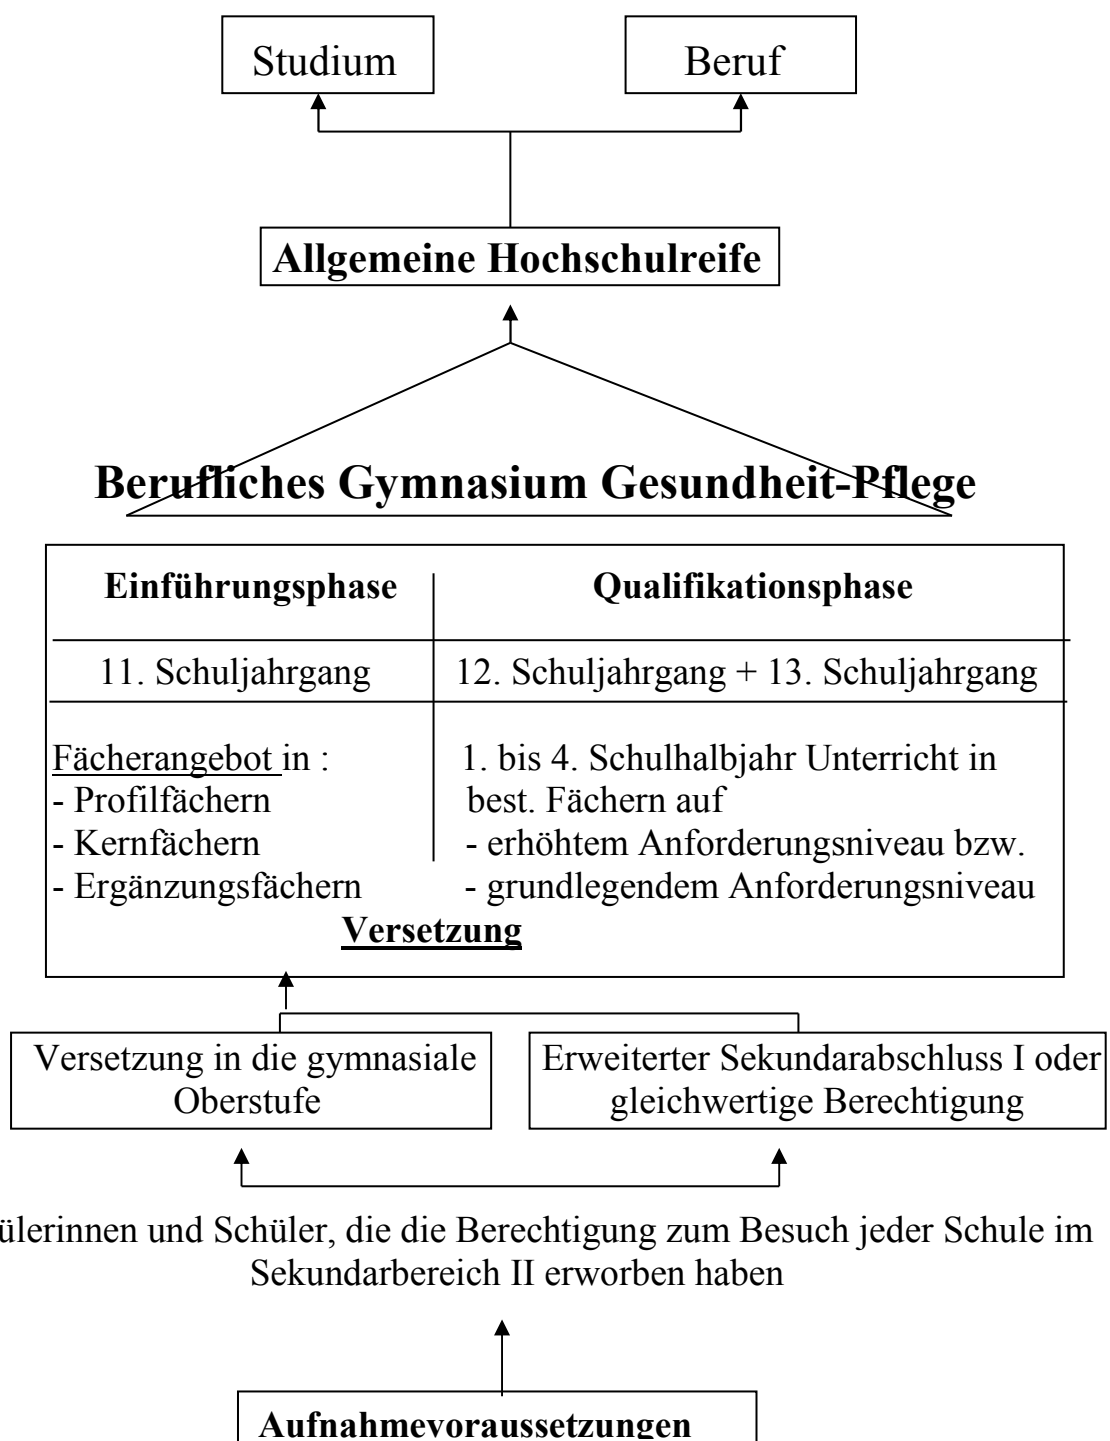 Studium
Beruf
Allgemeine Hochschulreife
Berufliches Gymnasium Gesundheit-Pflege
Einführungsphase
Qualifikationsphase
11. Schuljahrgang
12. Schuljahrgang + 13. Schuljahrgang
Fächerangebot in :
- Profilfächern
- Kernfächern
- Ergänzungsfächern
1. bis 4. Schulhalbjahr Unterricht in
best. Fächern auf
- erhöhtem Anforderungsniveau bzw.
- grundlegendem Anforderungsniveau
Versetzung
Versetzung in die gymnasiale
Oberstufe
Erweiterter Sekundarabschluss I oder
gleichwertige Berechtigung
ülerinnen und Schüler, die die Berechtigung zum Besuch jeder Schule im
Sekundarbereich II erworben haben
Aufnahmevoraussetzungen